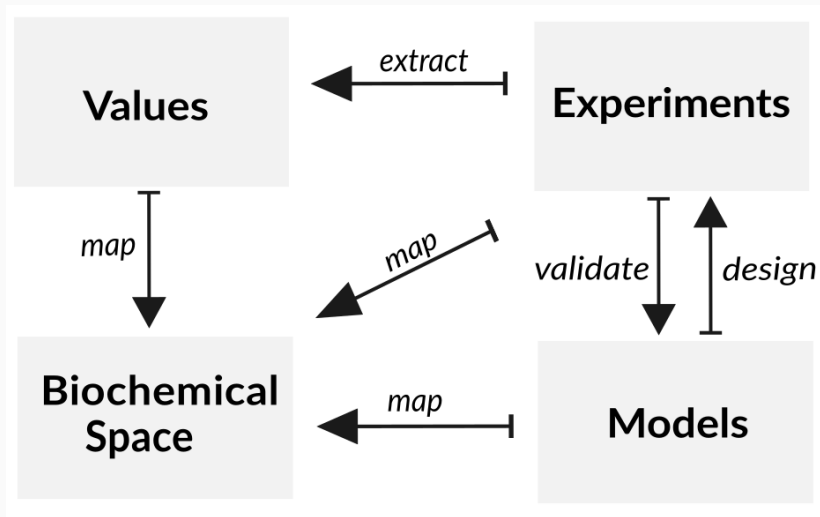 extract
Values
Experiments
map
map
validate
design
Biochemical
Space
map
Models